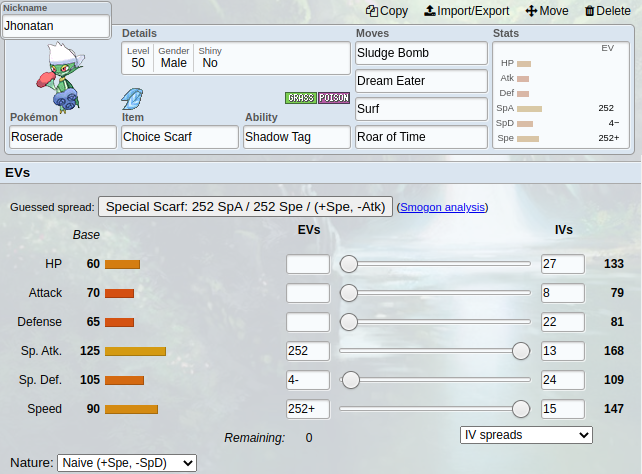 Nickname
Copy Import/Export Move Delete
Jhonatan
Details Moves Stats
Level Gender Shiny
50 Male No
Sludge Bomb
Dream Eater
Surf
Roar of Time
EV
HP
Atk
Def
SpA 252
SpD 4−
Spe 252+
GRASS POISON
Pokémon Item Ability
Roserade Choice Scarf Shadow Tag
EVs
Guessed spread: Special Scarf: 252 SpA / 252 Spe / (+Spe, -Atk) (Smogon analysis)
Base EVs IVs
HP 60 27 133
Attack 70 8 79
Defense 65 22 81
Sp. Atk. 125 252 13 168
Sp. Def. 105 4- 24 109
Speed 90 252+ 15 147
Remaining: 0 IV spreads
Nature: Naive (+Spe, -SpD)